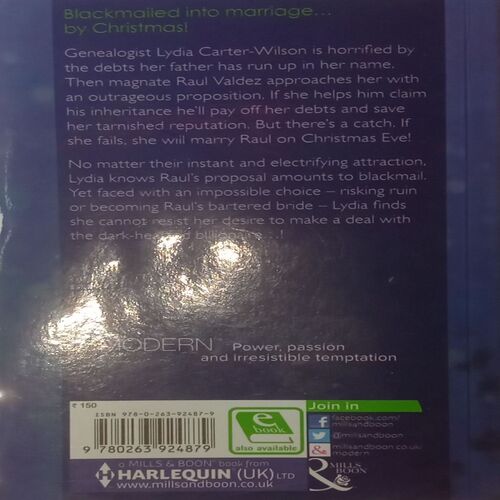 Blackmailed into marriage...
by Christmas!
Genealogist Lydia Carter-Wilson is horrified by
the debts her father has run up in her name.
Then magnate Raul Valdez approaches her with
an outrageous proposition. If she helps him claim
his inheritance he'll pay off her debts and save
her tarnished reputation. But there's a catch. If
she fails, she will marry Raul on Christmas Eve!
No matter their instant and electrifying attraction,
Lydia knows Raul's proposal amounts to blackmail.
Yet faced with an impossible choice – risking ruin
or becoming Raul's bartered bride – Lydia finds
she cannot resist her desire to make a deal with
the dark-hearted billionaire...!
MODERN
Power, passion
and irresistible temptation
₹ 150
ISBN 978-0-263-92487-9
9 780263 924879
e
book
also available
Join in
facebook.com/
millsandboon
@millsandboon
millsandboon.co.uk/
modern
a MILLS & BOON book from
HARLEQUIN (UK) LTD
www.millsandboon.com
MILLS
& BOON